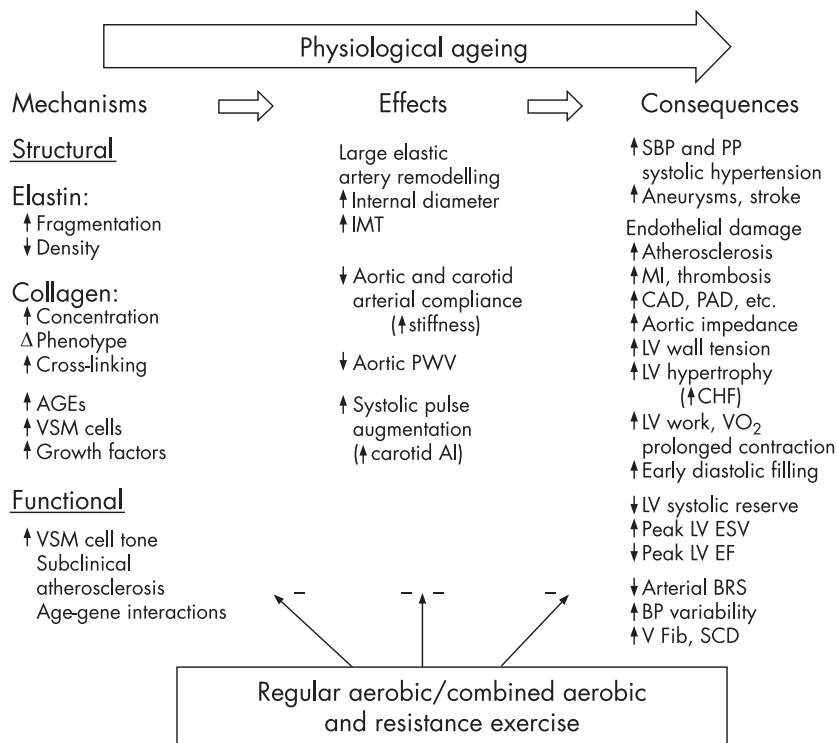 Physiological ageing
Mechanisms
Effects
Consequences
Structural
Elastin:
↑ Fragmentation
↓ Density
Collagen:
↑ Concentration
Δ Phenotype
↑ Cross-linking
↑ AGEs
↑ VSM cells
↑ Growth factors
Functional
↑ VSM cell tone
Subclinical
atherosclerosis
Age-gene interactions
Large elastic
artery remodelling
↑ Internal diameter
↑ IMT
↓ Aortic and carotid
arterial compliance
(↑ stiffness)
↓ Aortic PWV
↑ Systolic pulse
augmentation
(↑ carotid AI)
↑ SBP and PP
systolic hypertension
↑ Aneurysms, stroke
Endothelial damage
↑ Atherosclerosis
↑ MI, thrombosis
↑ CAD, PAD, etc.
↑ Aortic impedance
↑ LV wall tension
↑ LV hypertrophy
(↑ CHF)
↑ LV work, VO₂
prolonged contraction
↑ Early diastolic filling
↓ LV systolic reserve
↑ Peak LV ESV
↓ Peak LV EF
↓ Arterial BRS
↑ BP variability
↑ V Fib, SCD
– – – –
Regular aerobic/combined aerobic
and resistance exercise